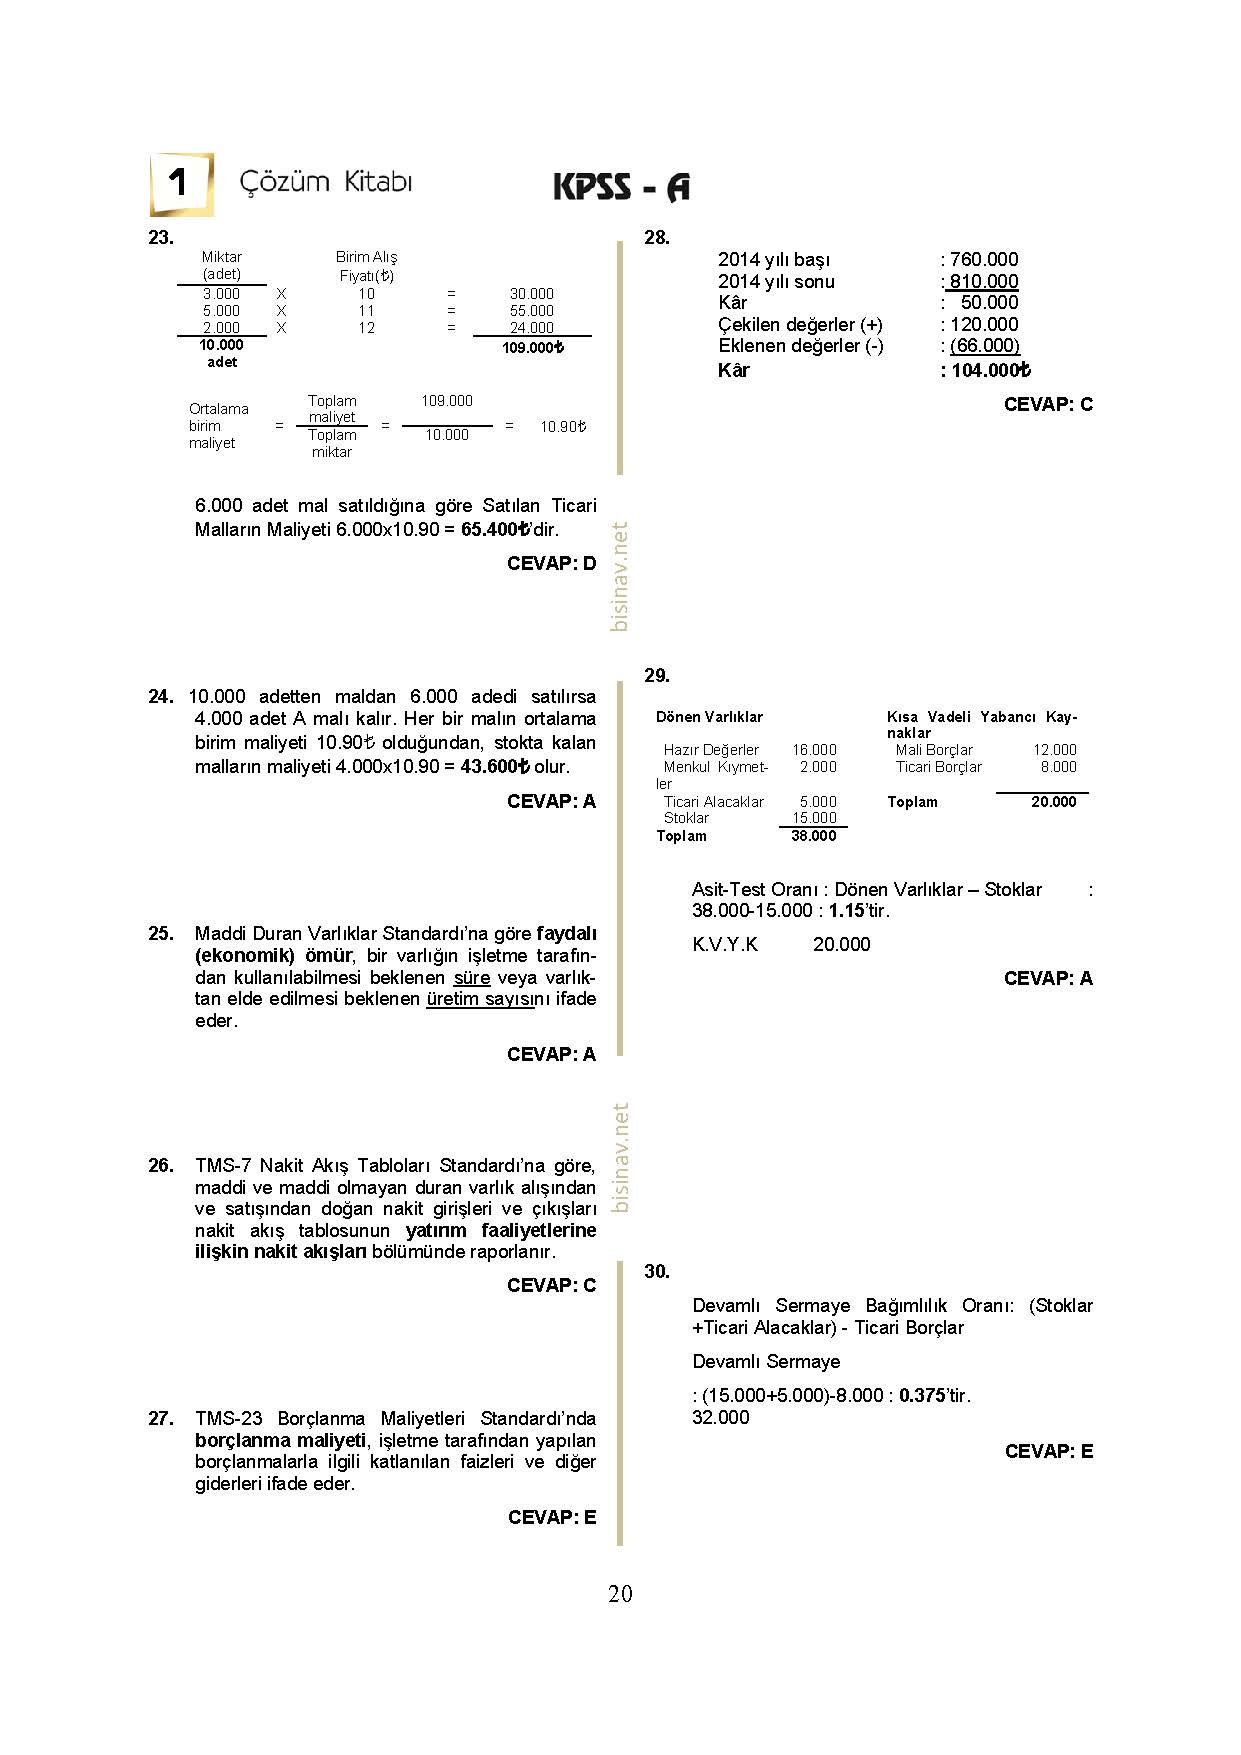 1 Çözüm Kitabı KPSS - A
23.
Miktar Birim Alış
(adet) Fiyatı(₺)
3.000 X 10 = 30.000
5.000 X 11 = 55.000
2.000 X 12 = 24.000
10.000 109.000₺
adet
Ortalama birim maliyet = Toplam maliyet = 109.000 = 10.90₺
Toplam miktar 10.000
6.000 adet mal satıldığına göre Satılan Ticari
Malların Maliyeti 6.000x10.90 = 65.400₺'dir.
CEVAP: D
24. 10.000 adetten maldan 6.000 adedi satılırsa
4.000 adet A malı kalır. Her bir malın ortalama
birim maliyeti 10.90₺ olduğundan, stokta kalan
malların maliyeti 4.000x10.90 = 43.600₺ olur.
CEVAP: A
25. Maddi Duran Varlıklar Standardı'na göre faydalı
(ekonomik) ömür, bir varlığın işletme tarafın-
dan kullanılabilmesi beklenen süre veya varlık-
tan elde edilmesi beklenen üretim sayısını ifade
eder.
CEVAP: A
26. TMS-7 Nakit Akış Tabloları Standardı'na göre,
maddi ve maddi olmayan duran varlık alışından
ve satışından doğan nakit girişleri ve çıkışları
nakit akış tablosunun yatırım faaliyetlerine
ilişkin nakit akışları bölümünde raporlanır.
CEVAP: C
27. TMS-23 Borçlanma Maliyetleri Standardı'nda
borçlanma maliyeti, işletme tarafından yapılan
borçlanmalarla ilgili katlanılan faizleri ve diğer
giderleri ifade eder.
CEVAP: E
bisinav.net
bisinav.net
28.
2014 yılı başı : 760.000
2014 yılı sonu : 810.000
Kâr : 50.000
Çekilen değerler (+) : 120.000
Eklenen değerler (-) : (66.000)
Kâr : 104.000₺
CEVAP: C
29.
Dönen Varlıklar Kısa Vadeli Yabancı Kay-
naklar
Hazır Değerler 16.000 Mali Borçlar 12.000
Menkul Kıymet- 2.000 Ticari Borçlar 8.000
ler
Ticari Alacaklar 5.000 Toplam 20.000
Stoklar 15.000
Toplam 38.000
Asit-Test Oranı : Dönen Varlıklar – Stoklar :
38.000-15.000 : 1.15'tir.
K.V.Y.K 20.000
CEVAP: A
30.
Devamlı Sermaye Bağımlılık Oranı: (Stoklar
+Ticari Alacaklar) - Ticari Borçlar
Devamlı Sermaye
: (15.000+5.000)-8.000 : 0.375'tir.
32.000
CEVAP: E
20